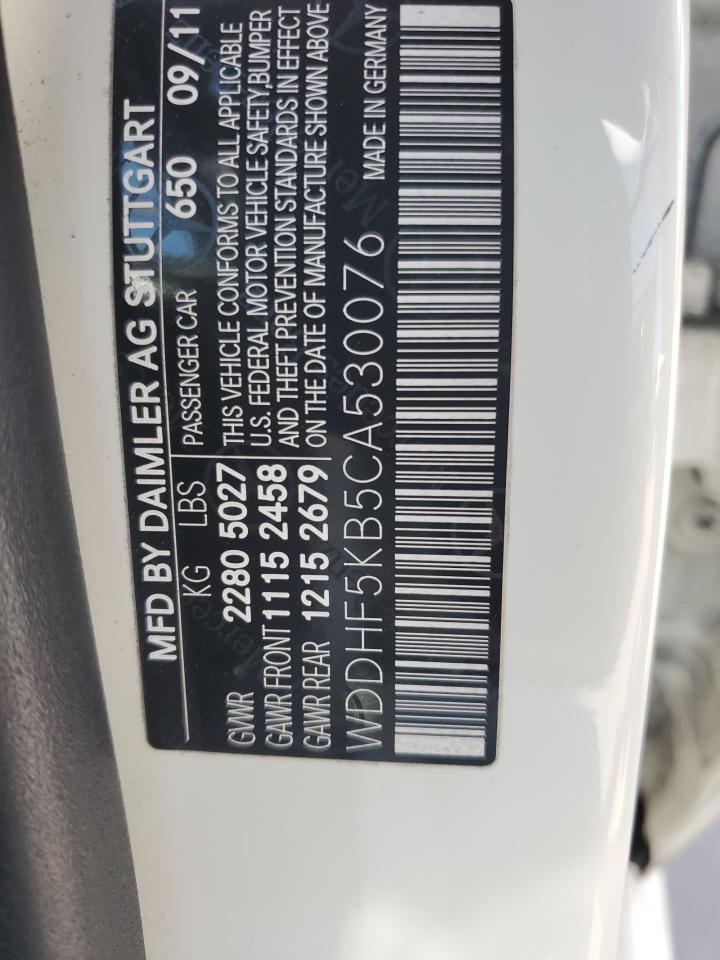 MFD BY DAIMLER AG STUTTGART
KG LBS PASSENGER CAR 650 09/11
GWR 2280 5027 THIS VEHICLE CONFORMS TO ALL APPLICABLE
U.S. FEDERAL MOTOR VEHICLE SAFETY,BUMPER
GAWR FRONT 1115 2458 AND THEFT PREVENTION STANDARDS IN EFFECT
GAWR REAR 1215 2679 ON THE DATE OF MANUFACTURE SHOWN ABOVE
WDDHF5KB5CA530076 MADE IN GERMANY